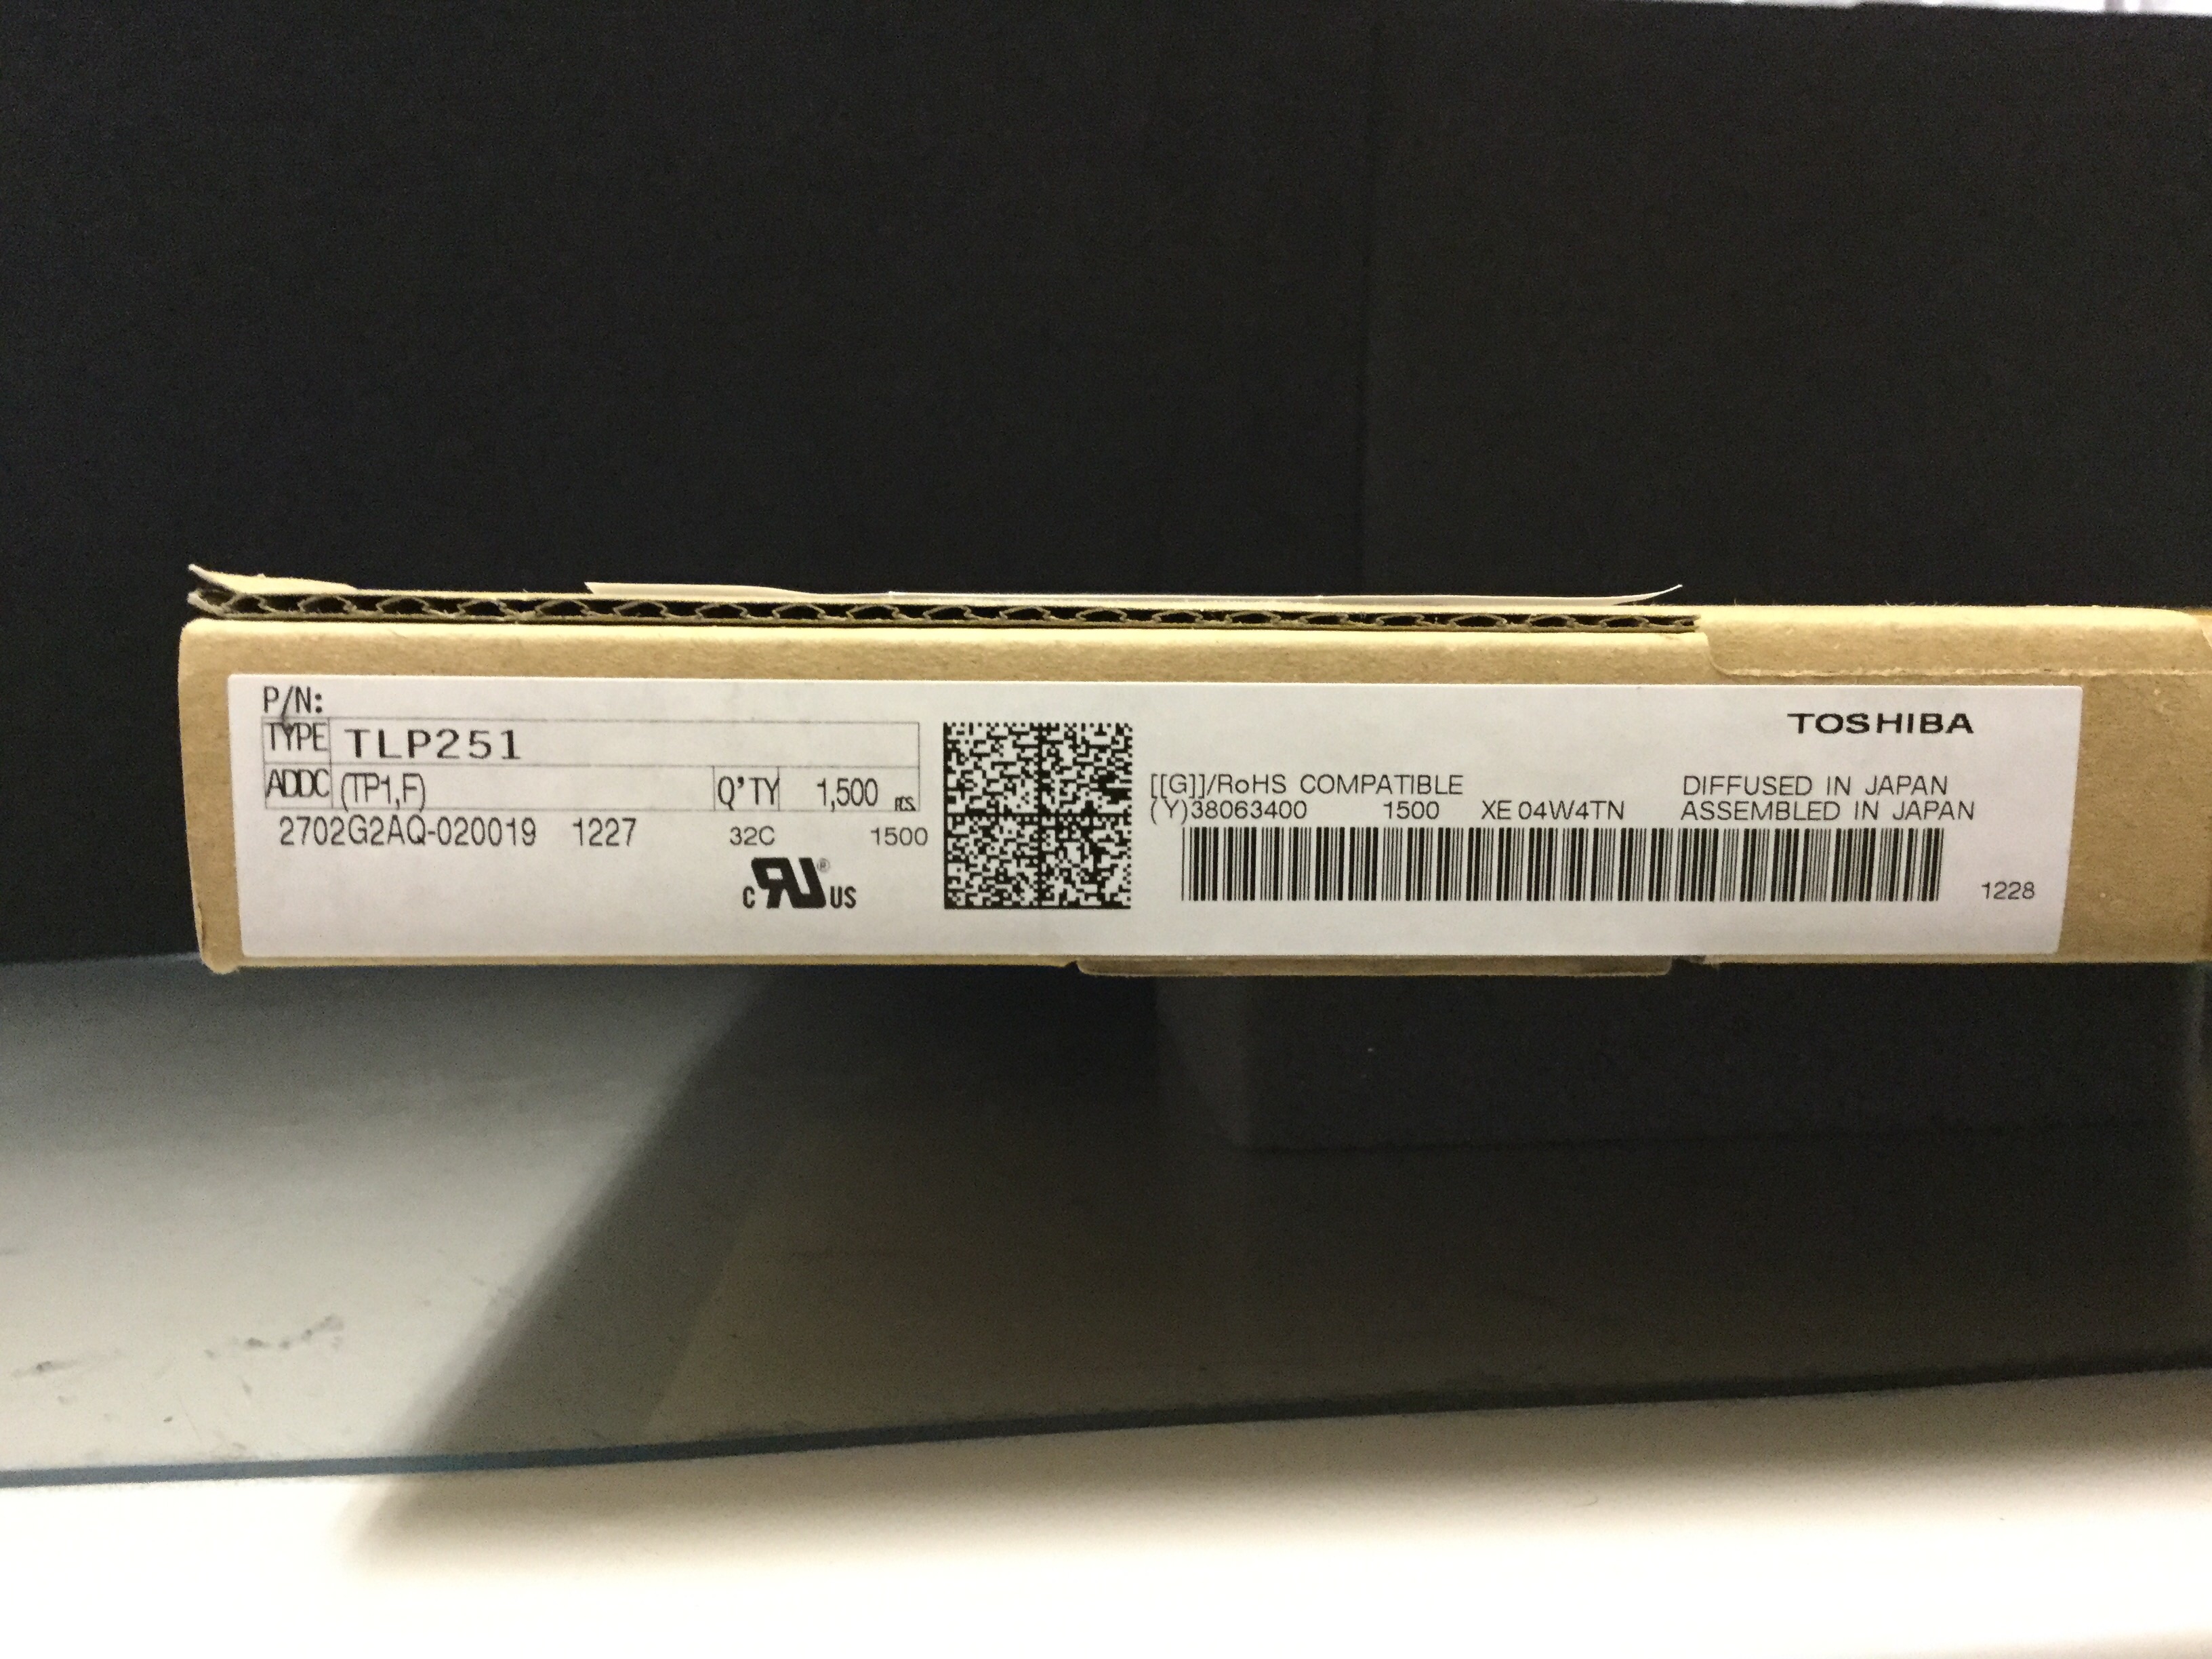 P/N:
TYPE TLP251
ADDC (TP1,F) Q'TY 1,500 PCS.
2702G2AQ-020019 1227 32C 1500
C RU ® US
TOSHIBA
[[G]]/RoHS COMPATIBLE DIFFUSED IN JAPAN
(Y)38063400 1500 XE 04W4TN ASSEMBLED IN JAPAN
1228